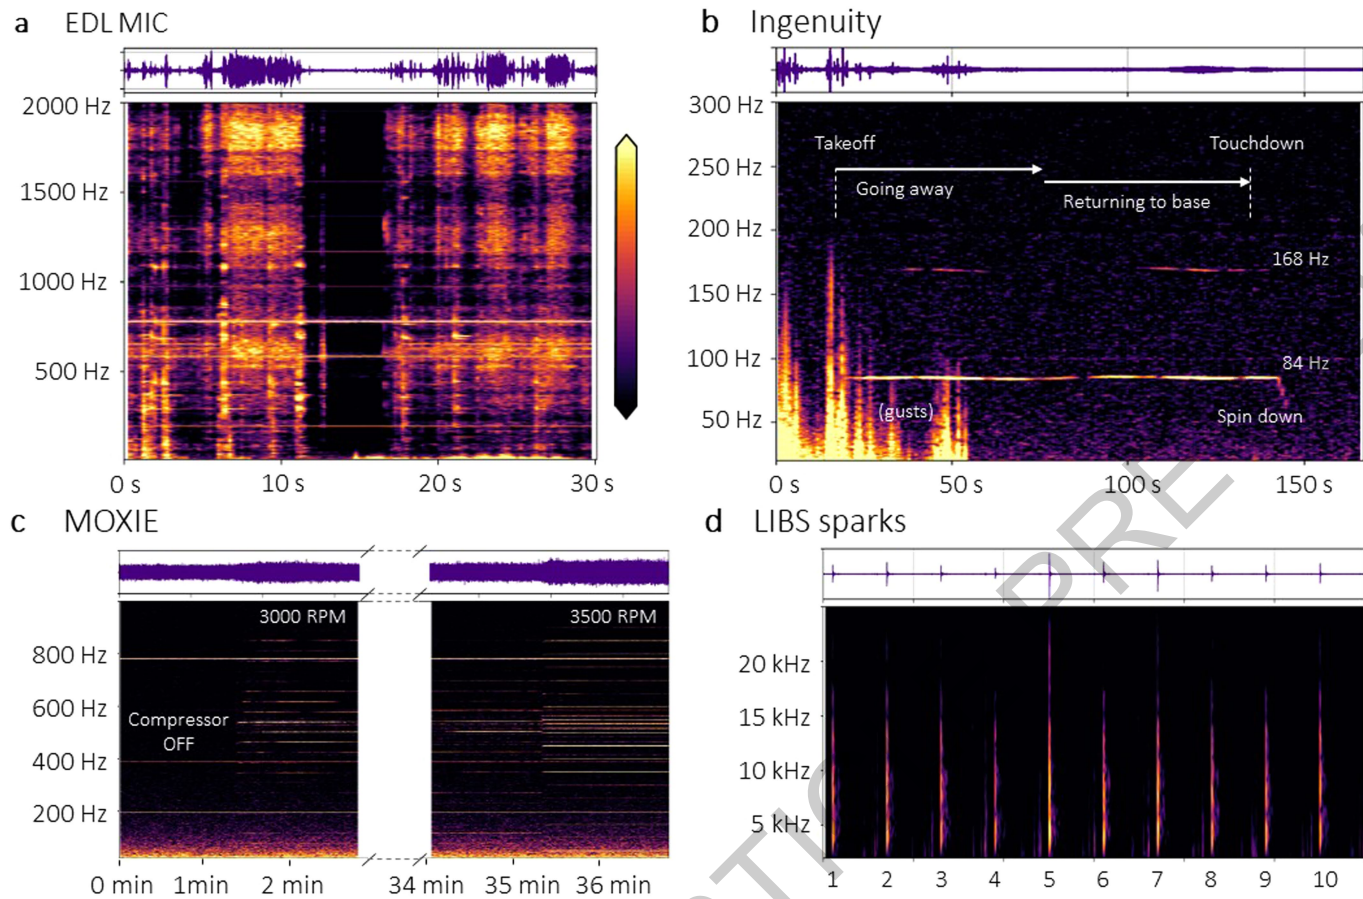 a EDL MIC
2000 Hz
1500 Hz
1000 Hz
500 Hz
0 s 10 s 20 s 30 s
b Ingenuity
300 Hz
250 Hz
200 Hz
150 Hz
100 Hz
50 Hz
Takeoff
Touchdown
Going away
Returning to base
168 Hz
84 Hz
(gusts)
Spin down
0 s 50 s 100 s 150 s
c MOXIE
3000 RPM
3500 RPM
800 Hz
600 Hz
400 Hz
200 Hz
Compressor
OFF
0 min 1min 2 min 34 min 35 min 36 min
d LIBS sparks
20 kHz
15 kHz
10 kHz
5 kHz
1 2 3 4 5 6 7 8 9 10